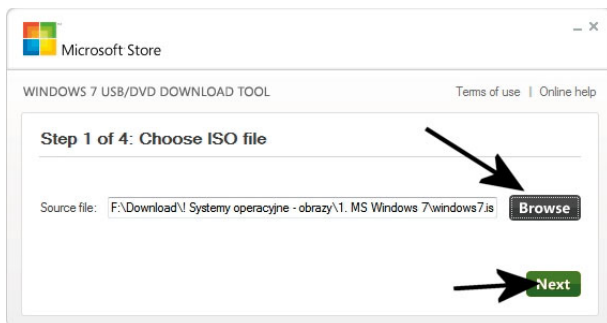 Microsoft Store
WINDOWS 7 USB/DVD DOWNLOAD TOOL Terms of use | Online help
Step 1 of 4: Choose ISO file
Source file: F:\Download\! Systemy operacyjne - obrazy\1. MS Windows 7\windows7.is Browse
Next